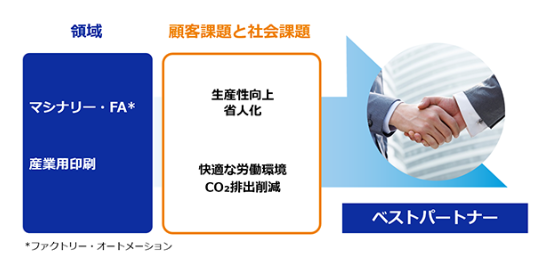 領域
顧客課題と社会課題
マシナリー・FA*
産業用印刷
生産性向上
省人化
快適な労働環境
CO₂排出削減
ベストパートナー
*ファクトリー・オートメーション